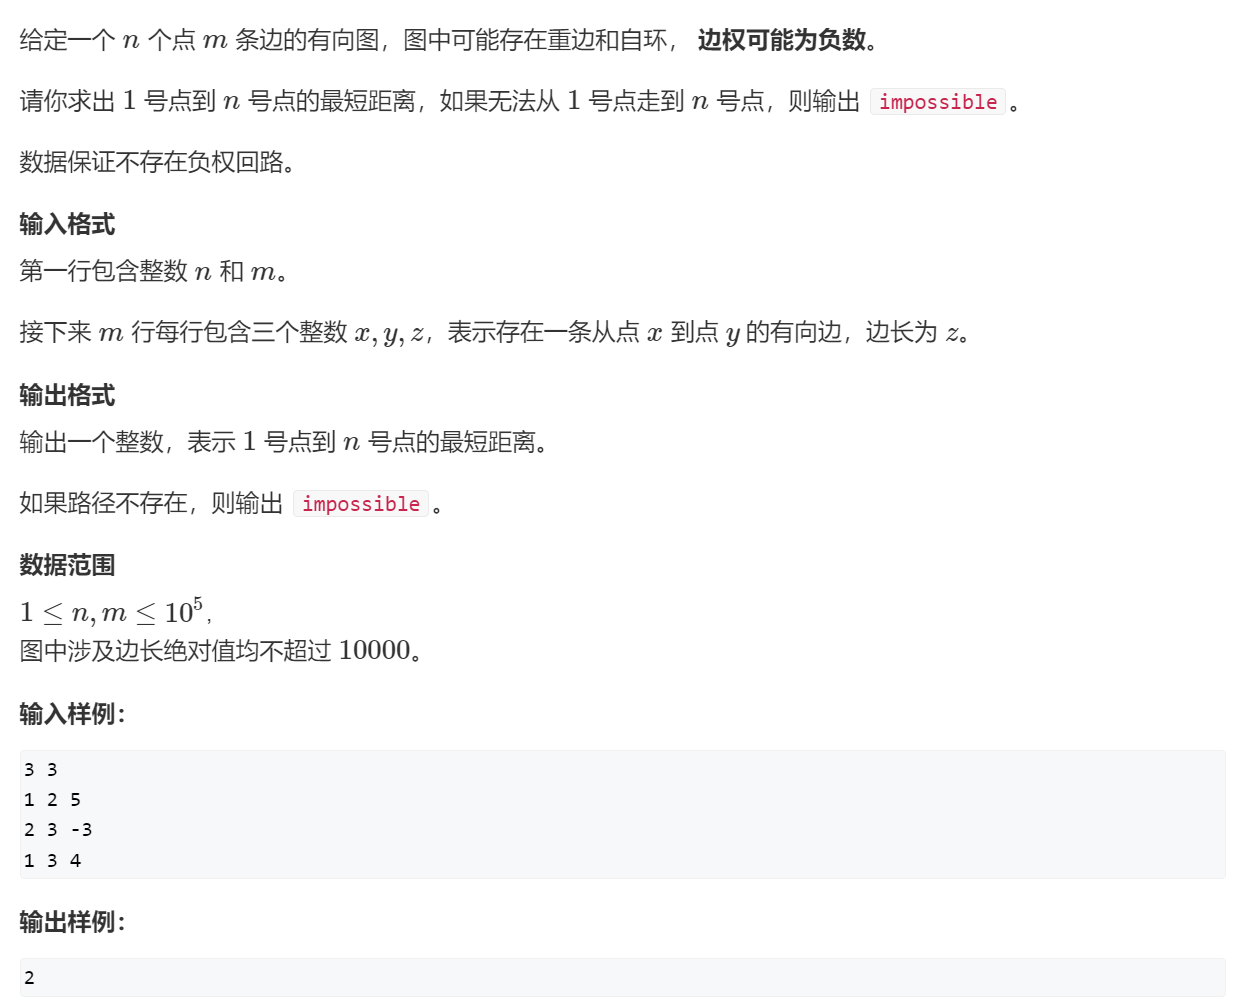 给定一个 n 个点 m 条边的有向图，图中可能存在重边和自环， 边权可能为负数。
请你求出 1 号点到 n 号点的最短距离，如果无法从 1 号点走到 n 号点，则输出 impossible 。
数据保证不存在负权回路。
输入格式
第一行包含整数 n 和 m。
接下来 m 行每行包含三个整数 x, y, z，表示存在一条从点 x 到点 y 的有向边，边长为 z。
输出格式
输出一个整数，表示 1 号点到 n 号点的最短距离。
如果路径不存在，则输出 impossible 。
数据范围
1 ≤ n, m ≤ 10⁵,
图中涉及边长绝对值均不超过 10000。
输入样例：
3 3
1 2 5
2 3 -3
1 3 4
输出样例：
2